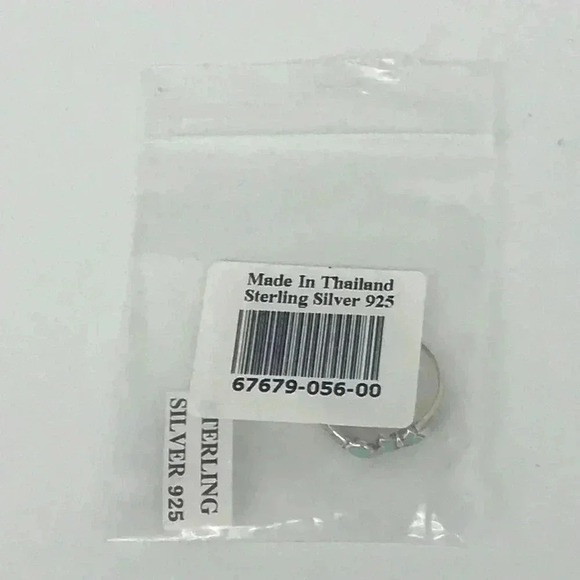 Made In Thailand
Sterling Silver 925
67679-056-00
TERLING
SILVER 925